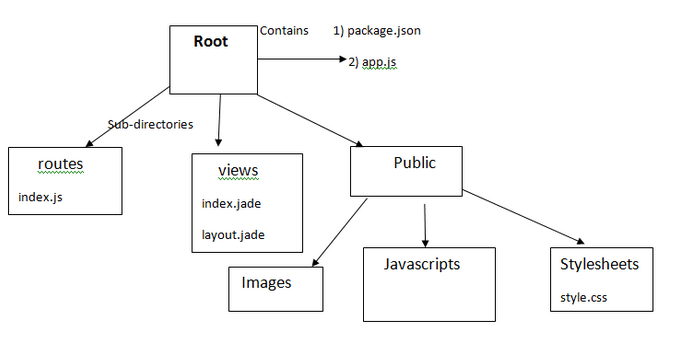 Root
Contains
1) package.json
2) app.js
Sub-directories
routes
index.js
views
index.jade
layout.jade
Public
Images
Javascripts
Stylesheets
style.css